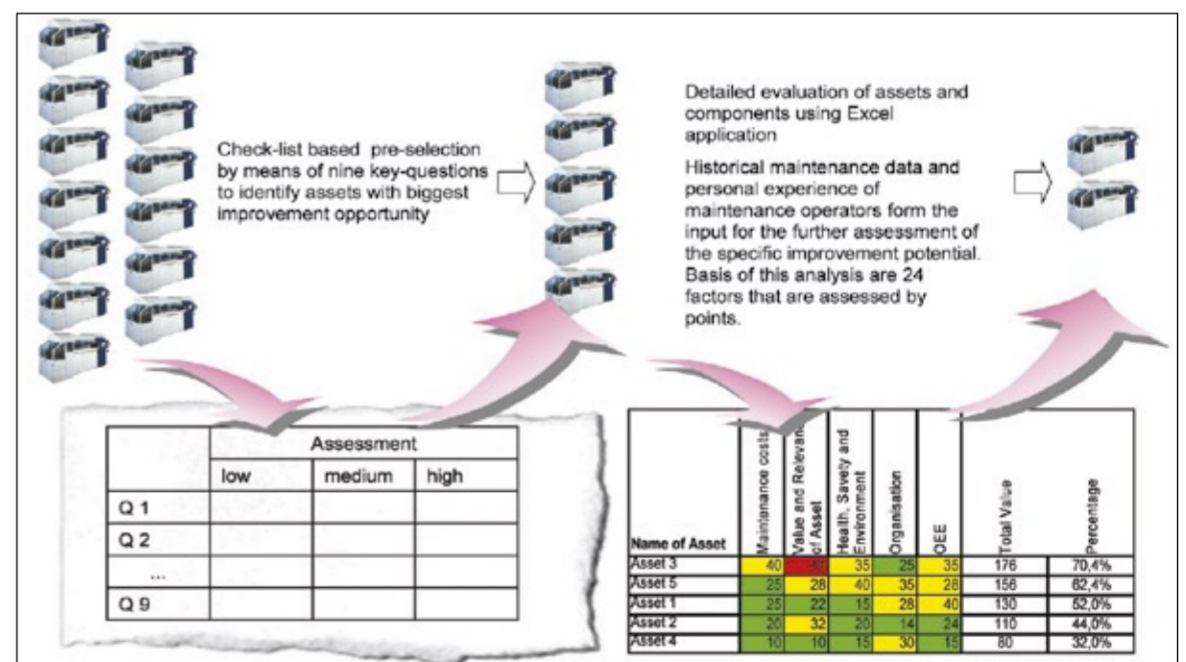 Check-list based pre-selection
by means of nine key-questions
to identify assets with biggest
improvement opportunity
Detailed evaluation of assets and
components using Excel
application
Historical maintenance data and
personal experience of
maintenance operators form the
input for the further assessment of
the specific improvement potential.
Basis of this analysis are 24
factors that are assessed by
points.
Assessment
low medium high
Q 1
Q 2
...
Q 9
Name of Asset
Maintenance costs
Value and Relevan
of Asset
Health, Savety and
Environment
Organisation
OEE
Total Value
Percentage
Asset 3 40 35 25 35 176 70,4%
Asset 5 25 28 40 35 28 156 62,4%
Asset 1 25 22 15 28 40 130 52,0%
Asset 2 20 32 20 14 24 110 44,0%
Asset 4 10 10 15 30 15 80 32,0%